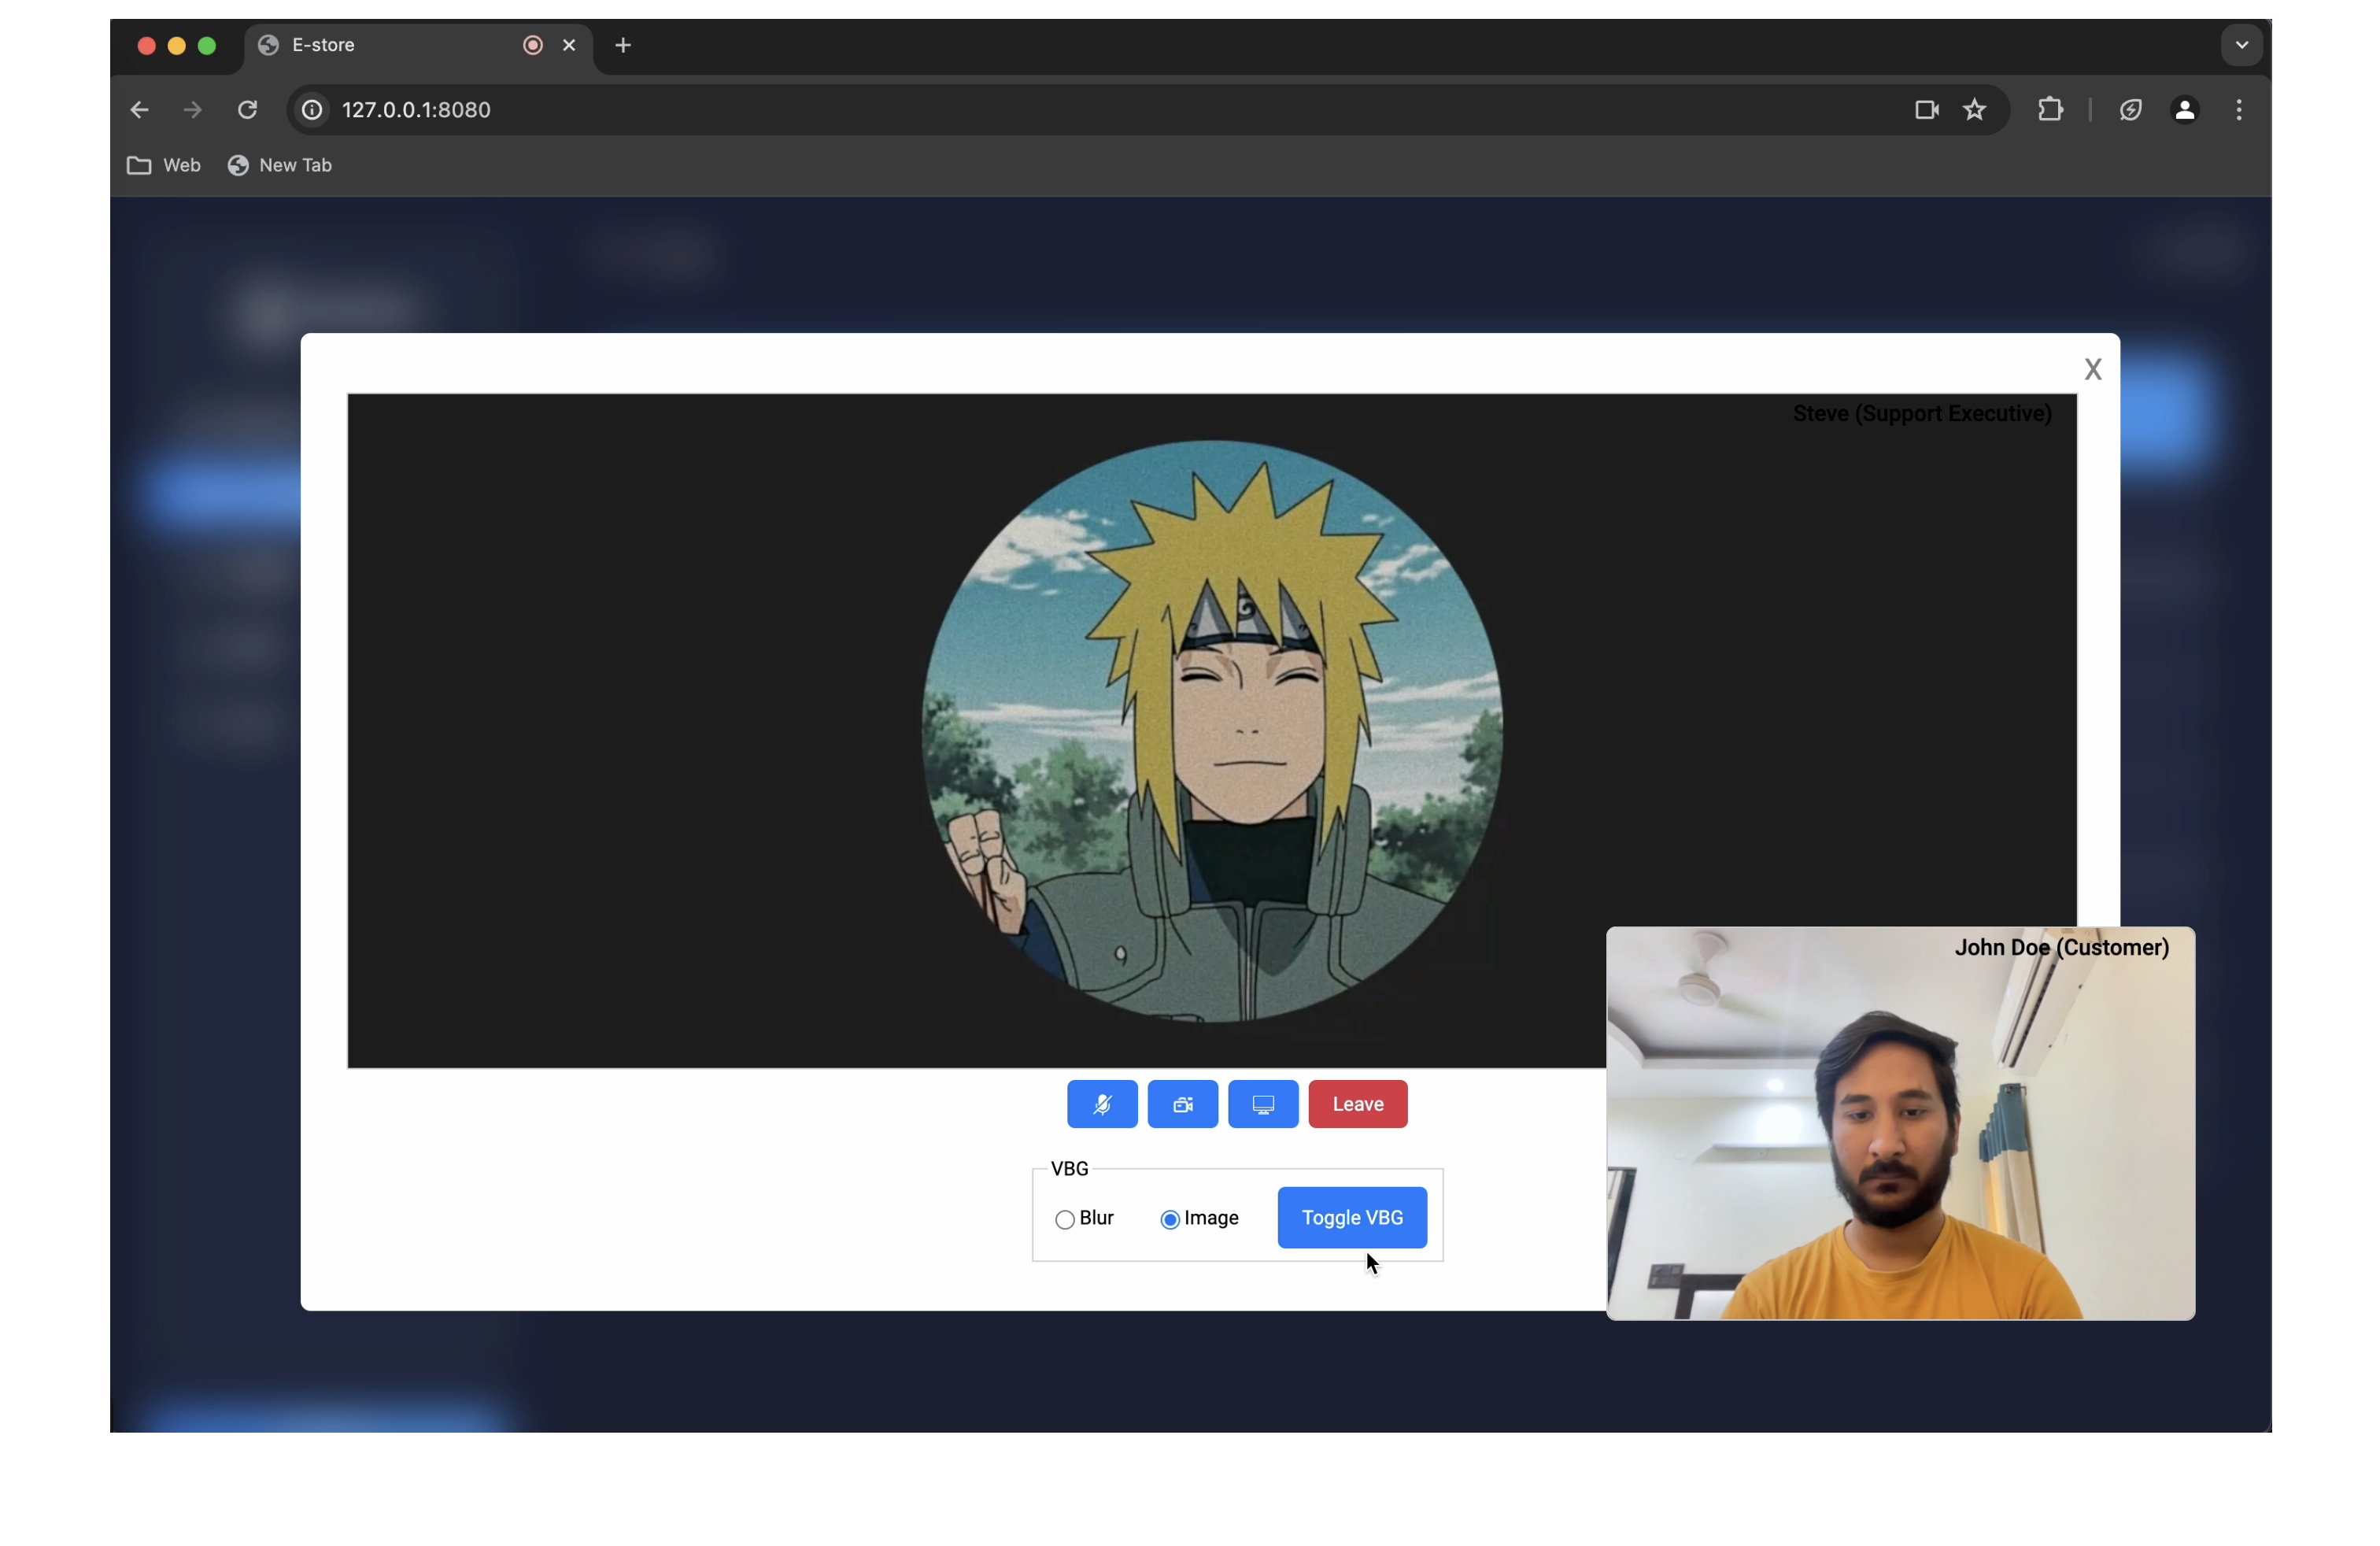 E-store
127.0.0.1:8080
Web
New Tab
X
Steve (Support Executive)
John Doe (Customer)
Leave
VBG
Blur
Image
Toggle VBG